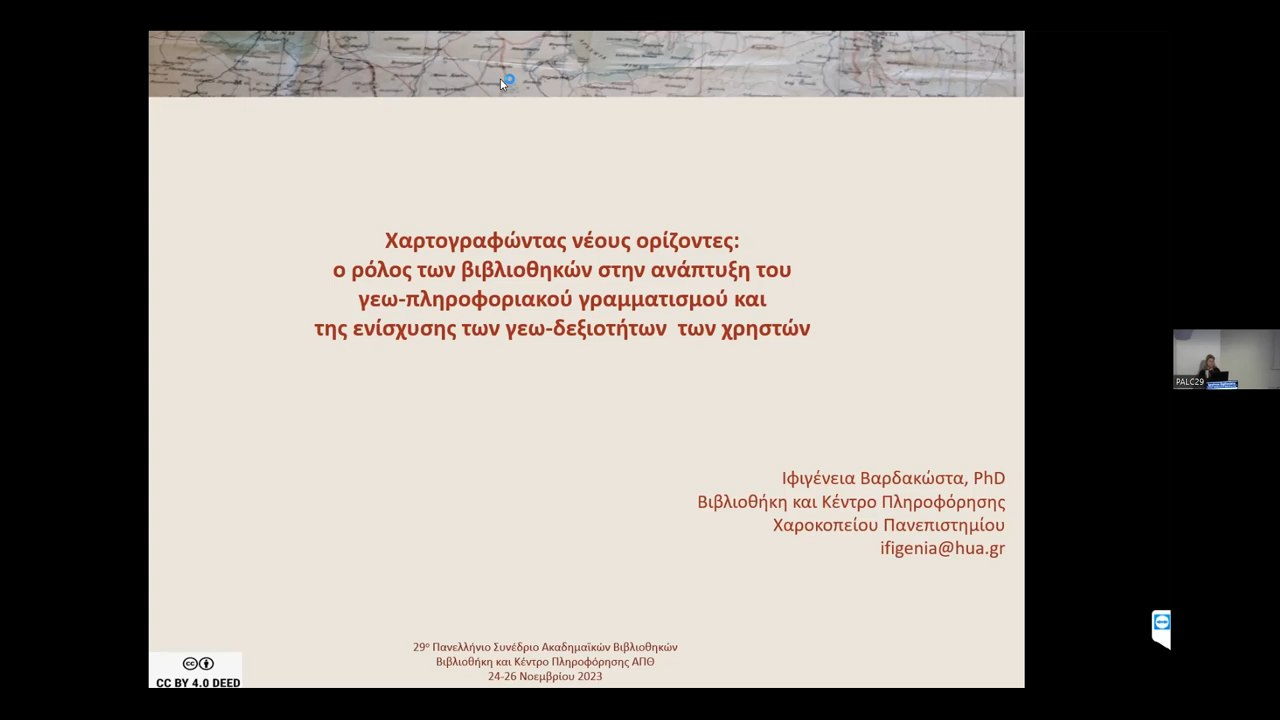 Χαρτογραφώντας νέους ορίζοντες:
ο ρόλος των βιβλιοθηκών στην ανάπτυξη του
γεω-πληροφοριακού γραμματισμού και
της ενίσχυσης των γεω-δεξιοτήτων  των χρηστών
PALC29
Ιφιγένεια Βαρδακώστα, PhD
Βιβλιοθήκη και Κέντρο Πληροφόρησης
Χαροκοπείου Πανεπιστημίου
ifigenia@hua.gr
29ο Πανελλήνιο Συνέδριο Ακαδημαϊκών Βιβλιοθηκών
Βιβλιοθήκη και Κέντρο Πληροφόρησης ΑΠΘ
24-26 Νοεμβρίου 2023
CC BY 4.0 DEED